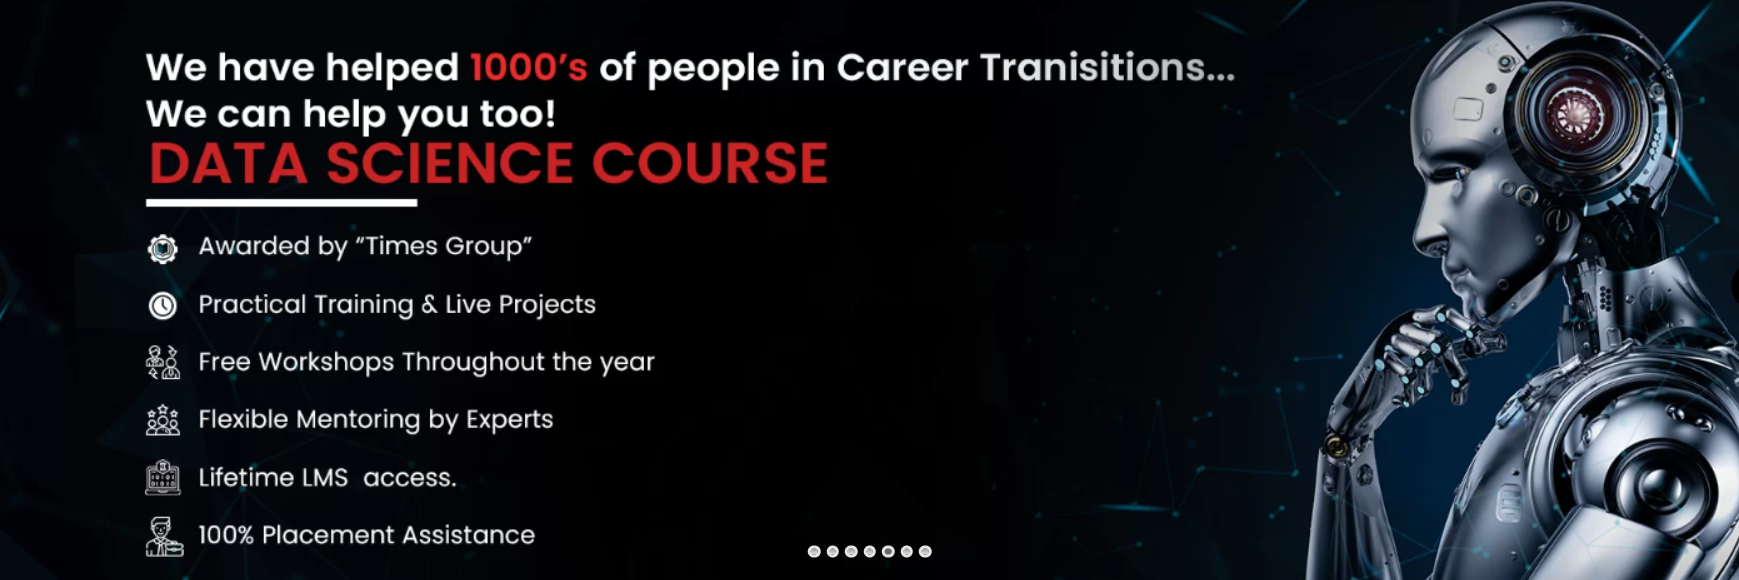 We have helped 1000’s of people in Career Tranisitions...
We can help you too!
DATA SCIENCE COURSE
Awarded by “Times Group”
Practical Training & Live Projects
Free Workshops Throughout the year
Flexible Mentoring by Experts
Lifetime LMS  access.
100% Placement Assistance